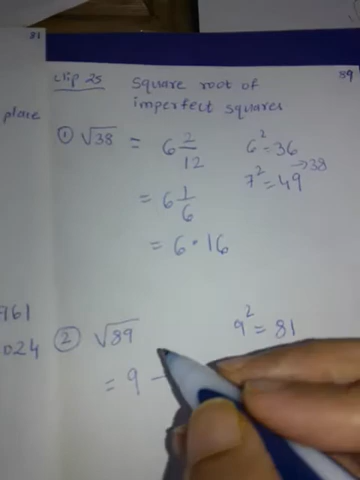 81
89
clip 25 square root of
imperfect squares
place
① √38 = 6 2/12 6² = 36
7² = 49 → 38
= 6 1/6
= 6.16
961
024
② √89 9² = 81
= 9 —